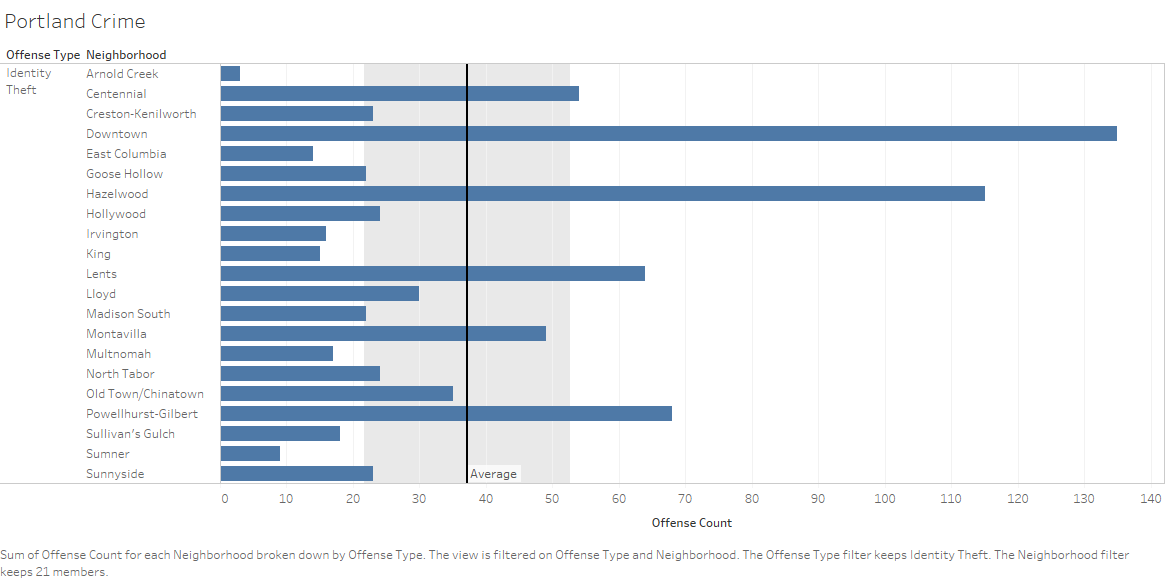 Portland Crime
Offense Type Neighborhood
Identity Theft
Arnold Creek
Centennial
Creston-Kenilworth
Downtown
East Columbia
Goose Hollow
Hazelwood
Hollywood
Irvington
King
Lents
Lloyd
Madison South
Montavilla
Multnomah
North Tabor
Old Town/Chinatown
Powellhurst-Gilbert
Sullivan's Gulch
Sumner
Sunnyside
Average
0 10 20 30 40 50 60 70 80 90 100 110 120 130 140
Offense Count
Sum of Offense Count for each Neighborhood broken down by Offense Type. The view is filtered on Offense Type and Neighborhood. The Offense Type filter keeps Identity Theft. The Neighborhood filter
keeps 21 members.